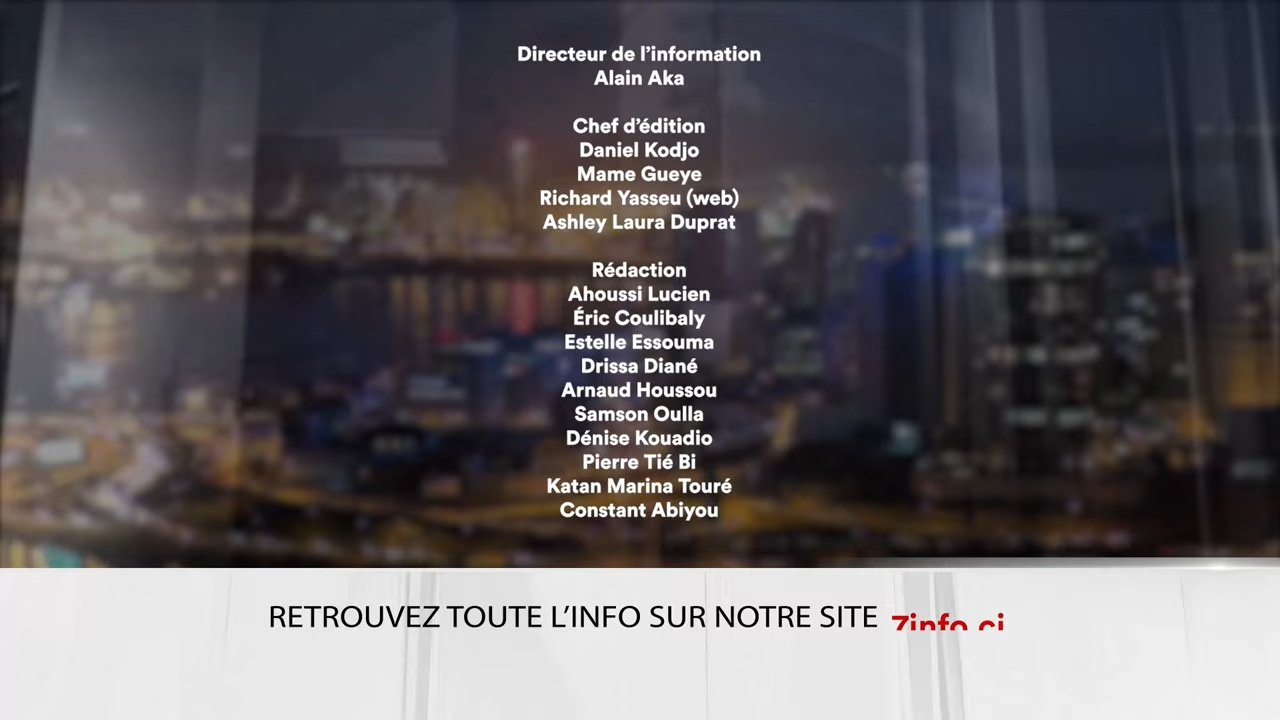 Directeur de l’information
Alain Aka
Chef d’édition
Daniel Kodjo
Mame Gueye
Richard Yasseu (web)
Ashley Laura Duprat
Rédaction
Ahoussi Lucien
Éric Coulibaly
Estelle Essouma
Drissa Diané
Arnaud Houssou
Samson Oulla
Dénise Kouadio
Pierre Tié Bi
Katan Marina Touré
Constant Abiyou
RETROUVEZ TOUTE L’INFO SUR NOTRE SITE 7info.ci